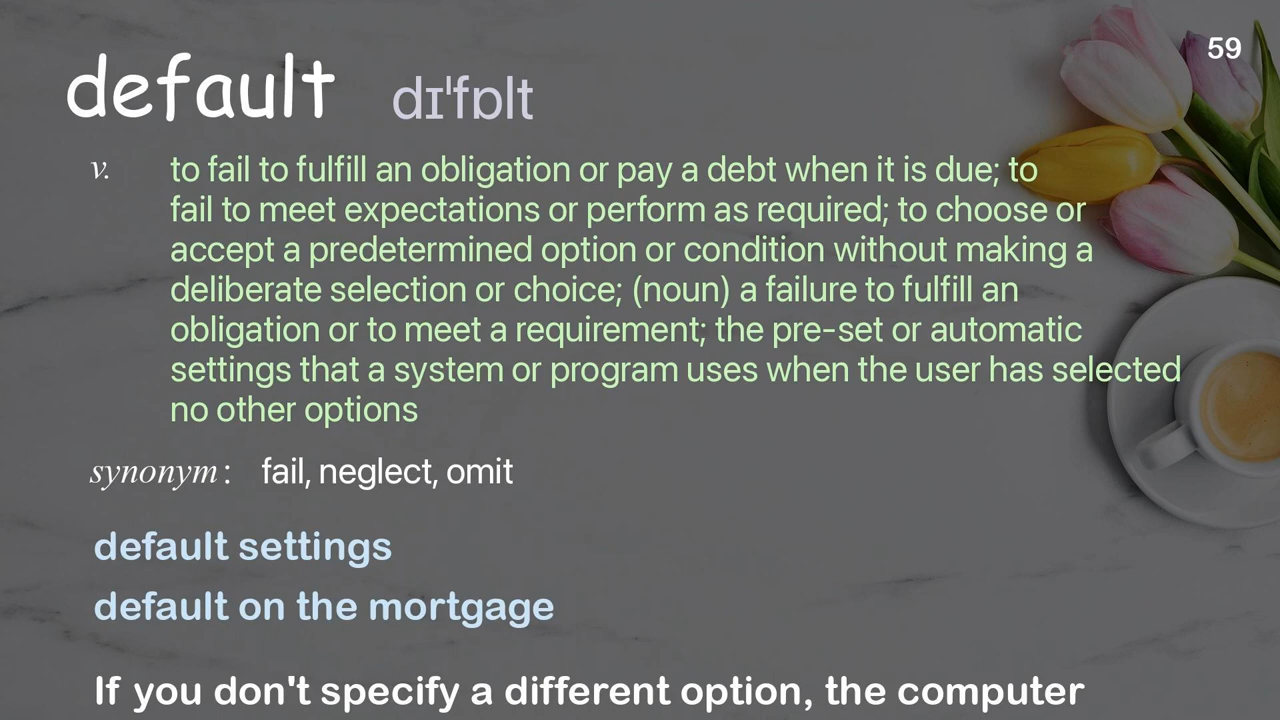 59
default dɪˈfɒlt
v. to fail to fulfill an obligation or pay a debt when it is due; to
fail to meet expectations or perform as required; to choose or
accept a predetermined option or condition without making a
deliberate selection or choice; (noun) a failure to fulfill an
obligation or to meet a requirement; the pre-set or automatic
settings that a system or program uses when the user has selected
no other options
synonym: fail, neglect, omit
default settings
default on the mortgage
If you don't specify a different option, the computer